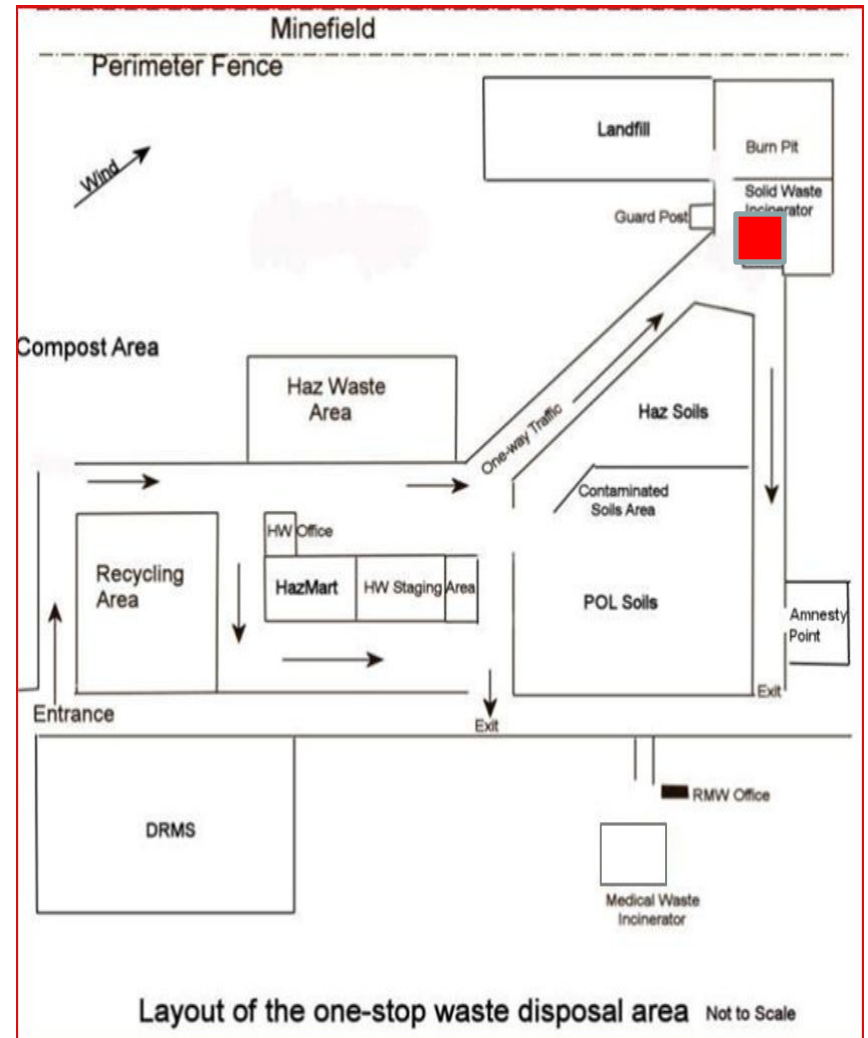 Minefield
Perimeter Fence
Wind
Landfill
Burn Pit
Solid Waste
Incinerator
Guard Post
Compost Area
Haz Waste
Area
One-way Traffic
Haz Soils
Contaminated
Soils Area
HW Office
Recycling
Area
HazMart
HW Staging Area
POL Soils
Amnesty
Point
Entrance
Exit
Exit
DRMS
RMW Office
Medical Waste
Incinerator
Layout of the one-stop waste disposal area Not to Scale